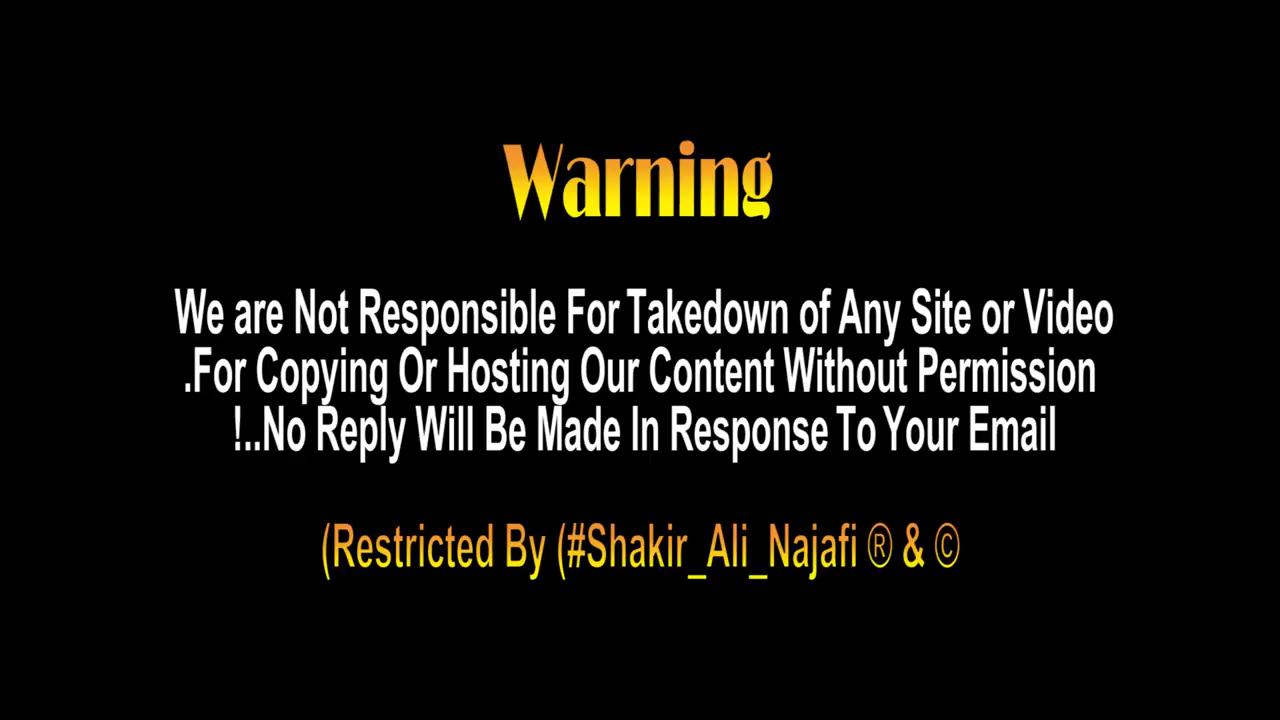 Warning
We are Not Responsible For Takedown of Any Site or Video
.For Copying Or Hosting Our Content Without Permission
!..No Reply Will Be Made In Response To Your Email
(Restricted By (#Shakir_Ali_Najafi ® & ©